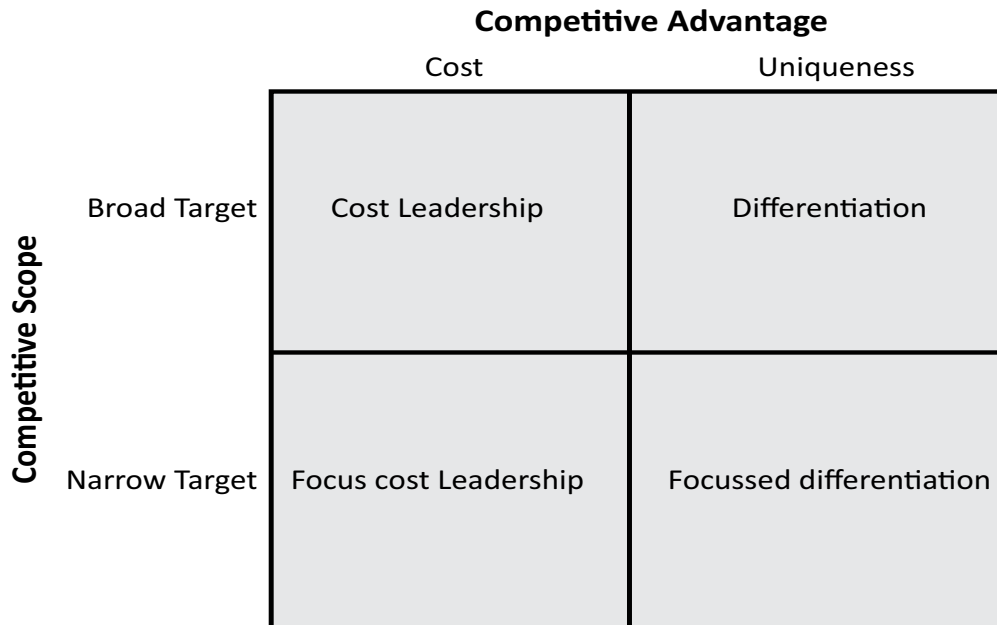 Competitive Advantage
Cost
Uniqueness
Competitive Scope
Broad Target
Cost Leadership
Differentiation
Narrow Target
Focus cost Leadership
Focussed differentiation